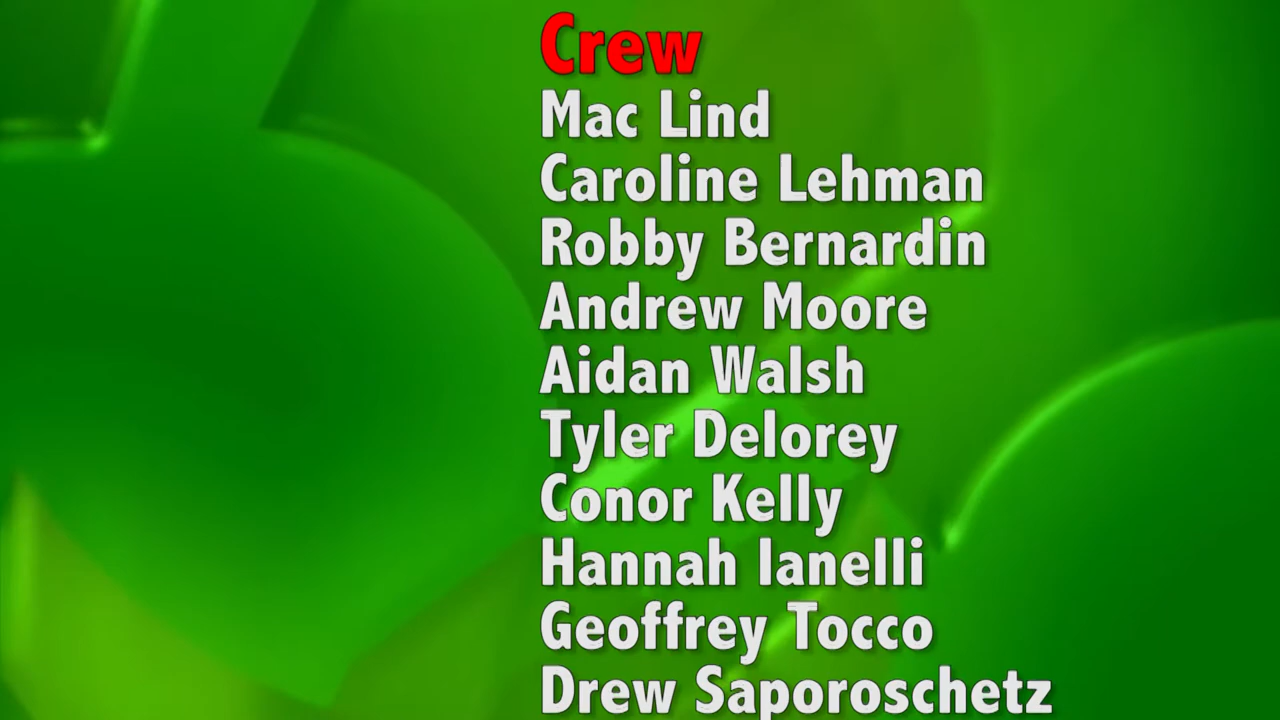 Crew
Mac Lind
Caroline Lehman
Robby Bernardin
Andrew Moore
Aidan Walsh
Tyler Delorey
Conor Kelly
Hannah Ianelli
Geoffrey Tocco
Drew Saporoschetz